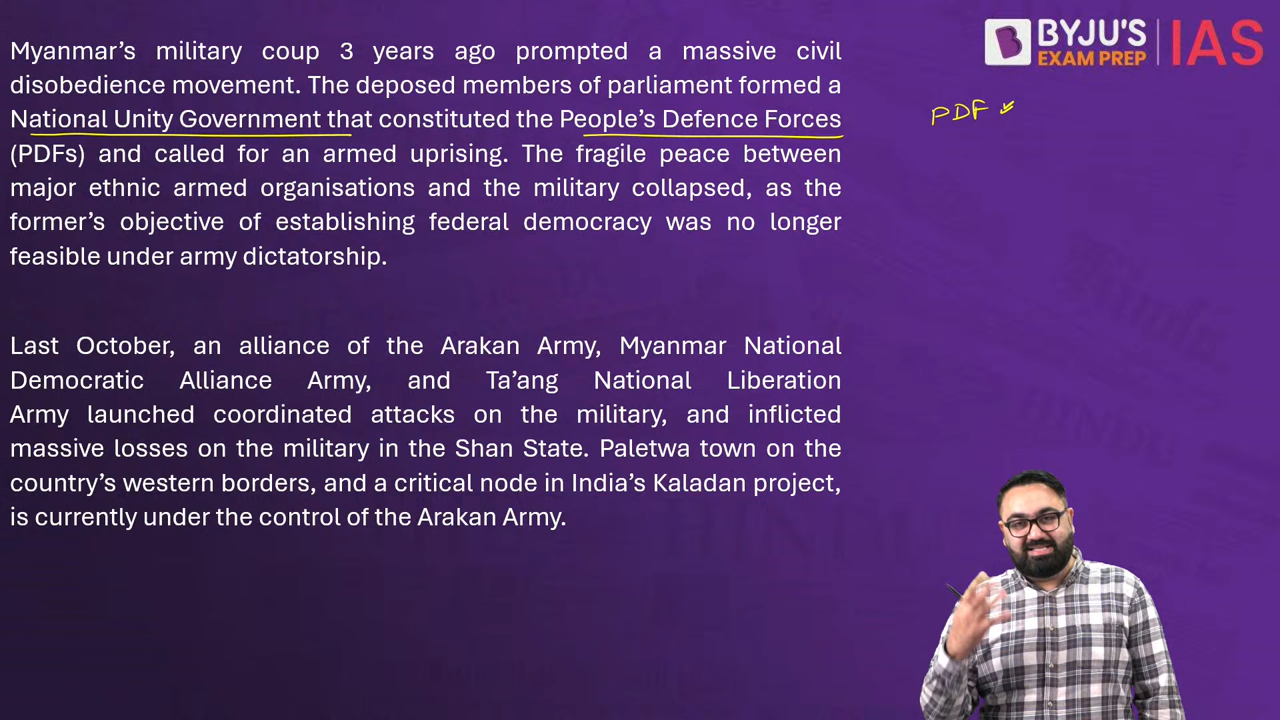 Myanmar’s military coup 3 years ago prompted a massive civil
disobedience movement. The deposed members of parliament formed a
National Unity Government that constituted the People’s Defence Forces
(PDFs) and called for an armed uprising. The fragile peace between
major ethnic armed organisations and the military collapsed, as the
former’s objective of establishing federal democracy was no longer
feasible under army dictatorship.
Last October, an alliance of the Arakan Army, Myanmar National
Democratic Alliance Army, and Ta’ang National Liberation
Army launched coordinated attacks on the military, and inflicted
massive losses on the military in the Shan State. Paletwa town on the
country’s western borders, and a critical node in India’s Kaladan project,
is currently under the control of the Arakan Army.
BYJU'S
EXAM PREP
IAS
PDF